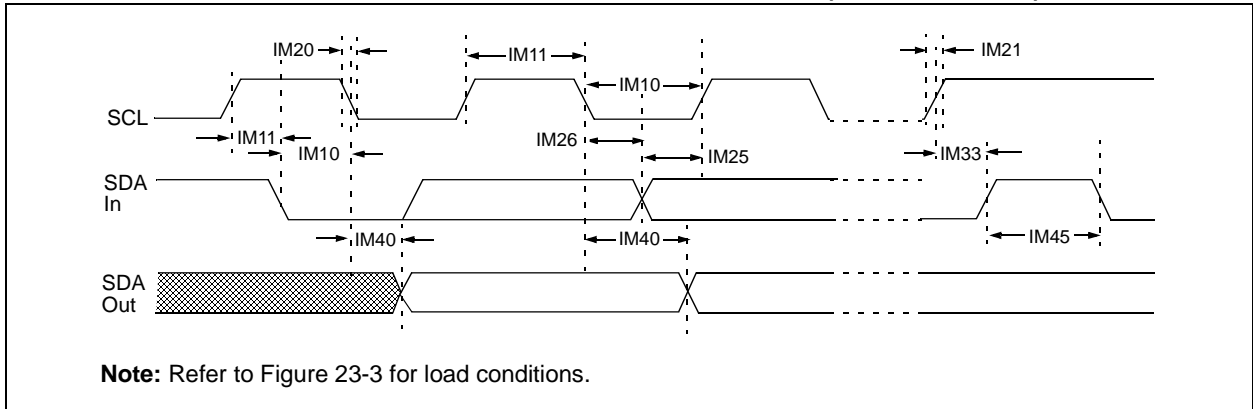 IM20
IM11
IM21
IM10
SCL
IM11
IM26
IM10
IM25
IM33
SDA
In
IM40
IM40
IM45
SDA
Out
Note: Refer to Figure 23-3 for load conditions.